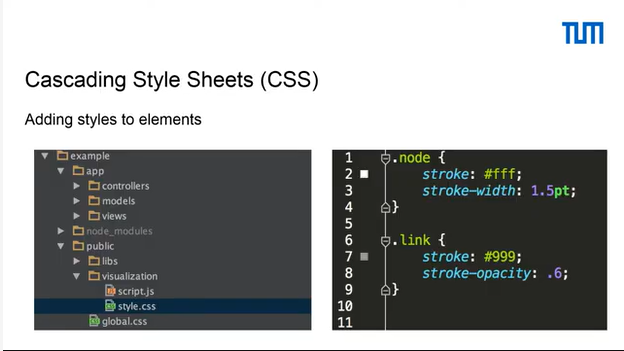 TUM
Cascading Style Sheets (CSS)
Adding styles to elements
example
app
controllers
models
views
node_modules
public
libs
visualization
script.js
style.css
global.css
1 .node {
2 stroke: #fff;
3 stroke-width: 1.5pt;
4 }
5
6 .link {
7 stroke: #999;
8 stroke-opacity: .6;
9 }
10
11